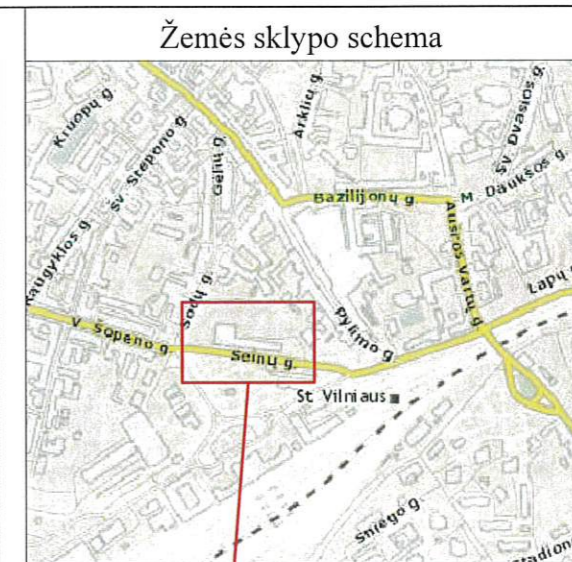 Žemės sklypo schema
Kruopų g.
Šv. Stepono g.
Gėlių g.
Arklių g.
Šv. Dvasios g.
M. Daukšos g.
Bazilijonų g.
Aušros Vartų g.
Raugyklos g.
Sodų g.
V. Šopeno g.
Seinų g.
Pylimo g.
Lapų
St. Vilniaus
Sniego g.